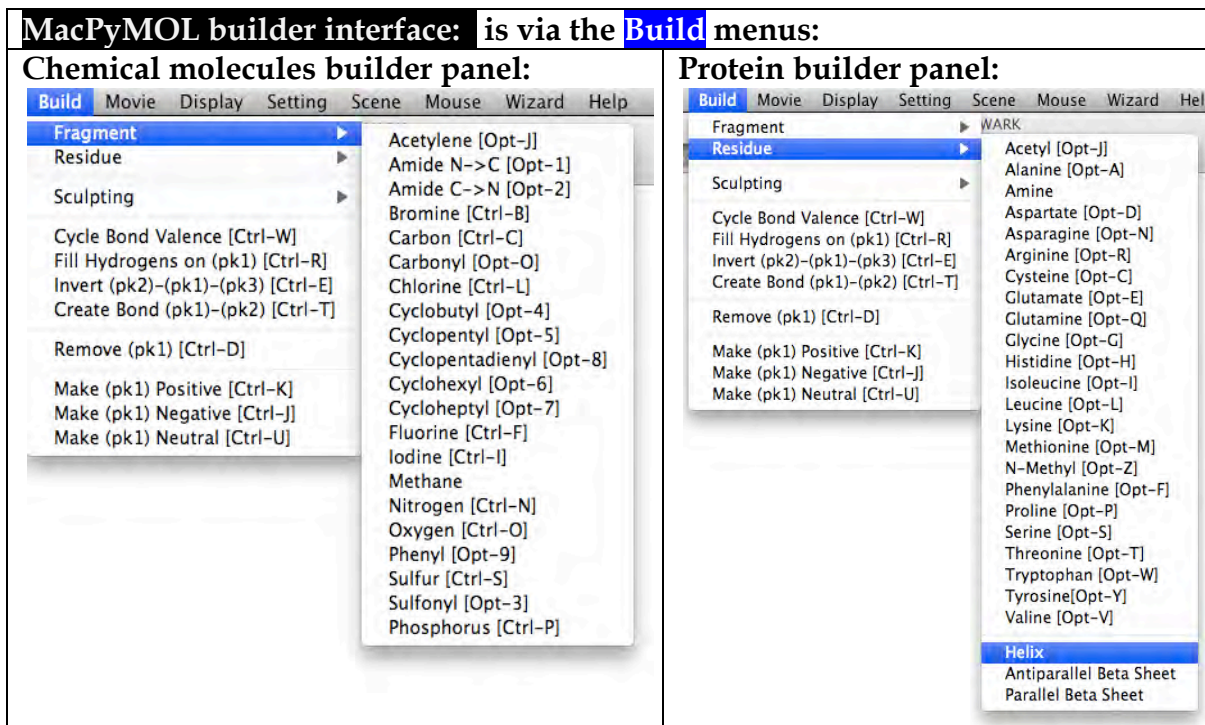 MacPyMOL builder interface: is via the Build menus:
Chemical molecules builder panel:
Build Movie Display Setting Scene Mouse Wizard Help
Fragment
Residue
Sculpting
Cycle Bond Valence [Ctrl-W]
Fill Hydrogens on (pk1) [Ctrl-R]
Invert (pk2)-(pk1)-(pk3) [Ctrl-E]
Create Bond (pk1)-(pk2) [Ctrl-T]
Remove (pk1) [Ctrl-D]
Make (pk1) Positive [Ctrl-K]
Make (pk1) Negative [Ctrl-J]
Make (pk1) Neutral [Ctrl-U]
Acetylene [Opt-J]
Amide N->C [Opt-1]
Amide C->N [Opt-2]
Bromine [Ctrl-B]
Carbon [Ctrl-C]
Carbonyl [Opt-O]
Chlorine [Ctrl-L]
Cyclobutyl [Opt-4]
Cyclopentyl [Opt-5]
Cyclopentadienyl [Opt-8]
Cyclohexyl [Opt-6]
Cycloheptyl [Opt-7]
Fluorine [Ctrl-F]
Iodine [Ctrl-I]
Methane
Nitrogen [Ctrl-N]
Oxygen [Ctrl-O]
Phenyl [Opt-9]
Sulfur [Ctrl-S]
Sulfonyl [Opt-3]
Phosphorus [Ctrl-P]
Protein builder panel:
Build Movie Display Setting Scene Mouse Wizard Hel
Fragment
WARK
Residue
Sculpting
Cycle Bond Valence [Ctrl-W]
Fill Hydrogens on (pk1) [Ctrl-R]
Invert (pk2)-(pk1)-(pk3) [Ctrl-E]
Create Bond (pk1)-(pk2) [Ctrl-T]
Remove (pk1) [Ctrl-D]
Make (pk1) Positive [Ctrl-K]
Make (pk1) Negative [Ctrl-J]
Make (pk1) Neutral [Ctrl-U]
Acetyl [Opt-J]
Alanine [Opt-A]
Amine
Aspartate [Opt-D]
Asparagine [Opt-N]
Arginine [Opt-R]
Cysteine [Opt-C]
Glutamate [Opt-E]
Glutamine [Opt-Q]
Glycine [Opt-G]
Histidine [Opt-H]
Isoleucine [Opt-I]
Leucine [Opt-L]
Lysine [Opt-K]
Methionine [Opt-M]
N-Methyl [Opt-Z]
Phenylalanine [Opt-F]
Proline [Opt-P]
Serine [Opt-S]
Threonine [Opt-T]
Tryptophan [Opt-W]
Tyrosine[Opt-Y]
Valine [Opt-V]
Helix
Antiparallel Beta Sheet
Parallel Beta Sheet